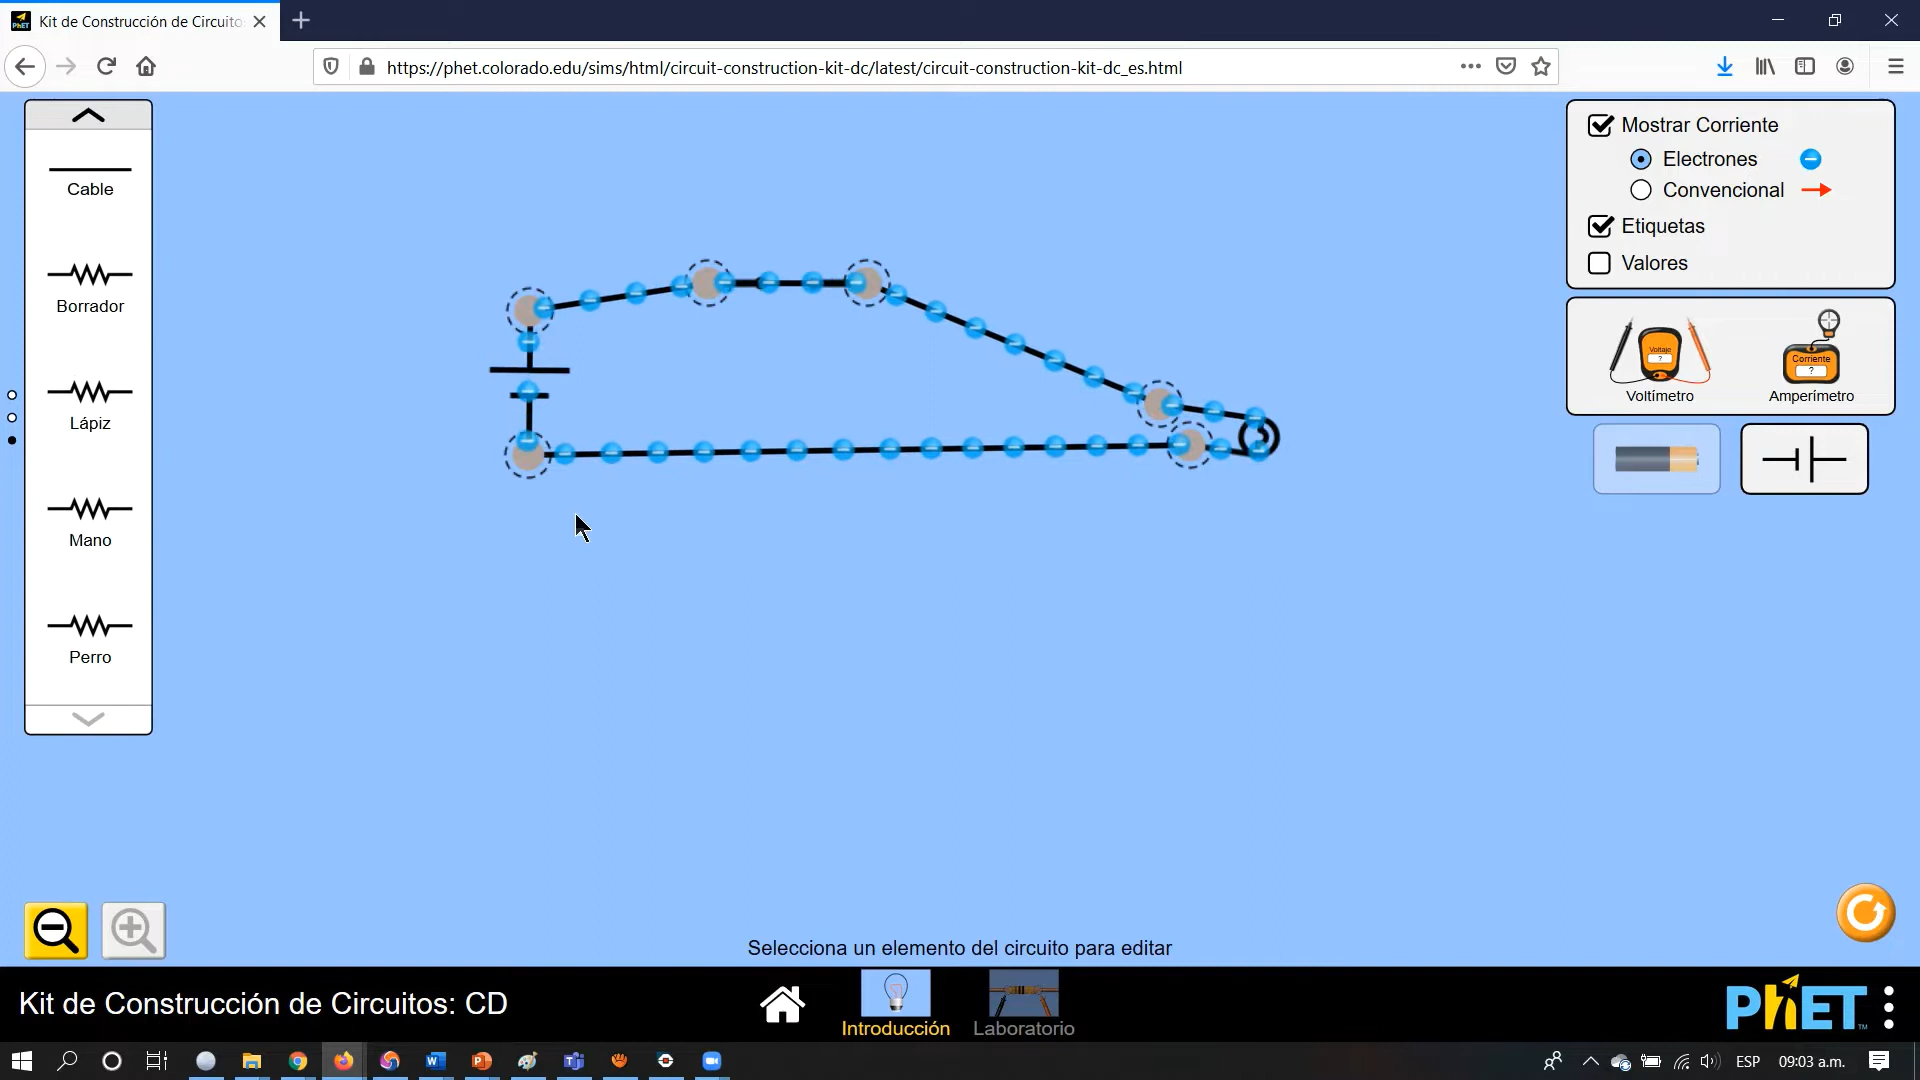 Kit de Construcción de Circuito
https://phet.colorado.edu/sims/html/circuit-construction-kit-dc/latest/circuit-construction-kit-dc_es.html
Cable
Borrador
Lápiz
Mano
Perro
Mostrar Corriente
Electrones
Convencional
Etiquetas
Valores
Voltaje
?
Voltímetro
Corriente
?
Amperímetro
Selecciona un elemento del circuito para editar
Kit de Construcción de Circuitos: CD
Introducción
Laboratorio
PhET
ESP
09:03 a.m.